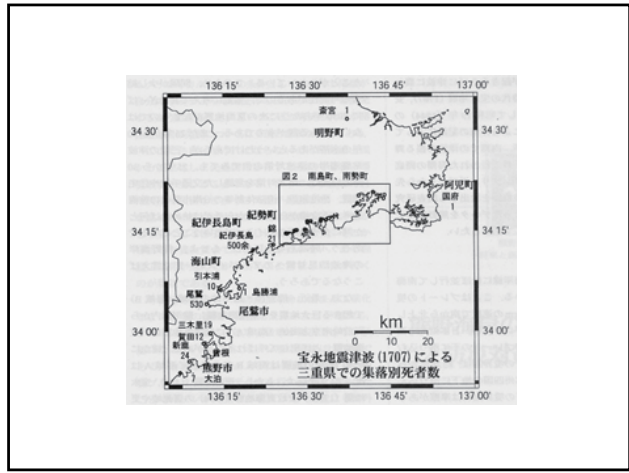 136 15'
136 30'
136 45'
137 00'
斎宮 1
34 30'
明野町
34 30'
図2 南島町、南勢町
阿児町
国府
1
紀伊長島町
紀勢町
錦
21
紀伊長島
500余
34 15'
34 15'
海山町
引本浦
10
1 島勝浦
尾鷲
530
尾鷲市
34 00'
三木里19
賀田12
新鹿
24
曽根
熊野市
7 大泊
km
0 10 20
34 00'
宝永地震津波(1707)による
三重県での集落別死者数
136 15'
136 30'
136 45'
137 00'